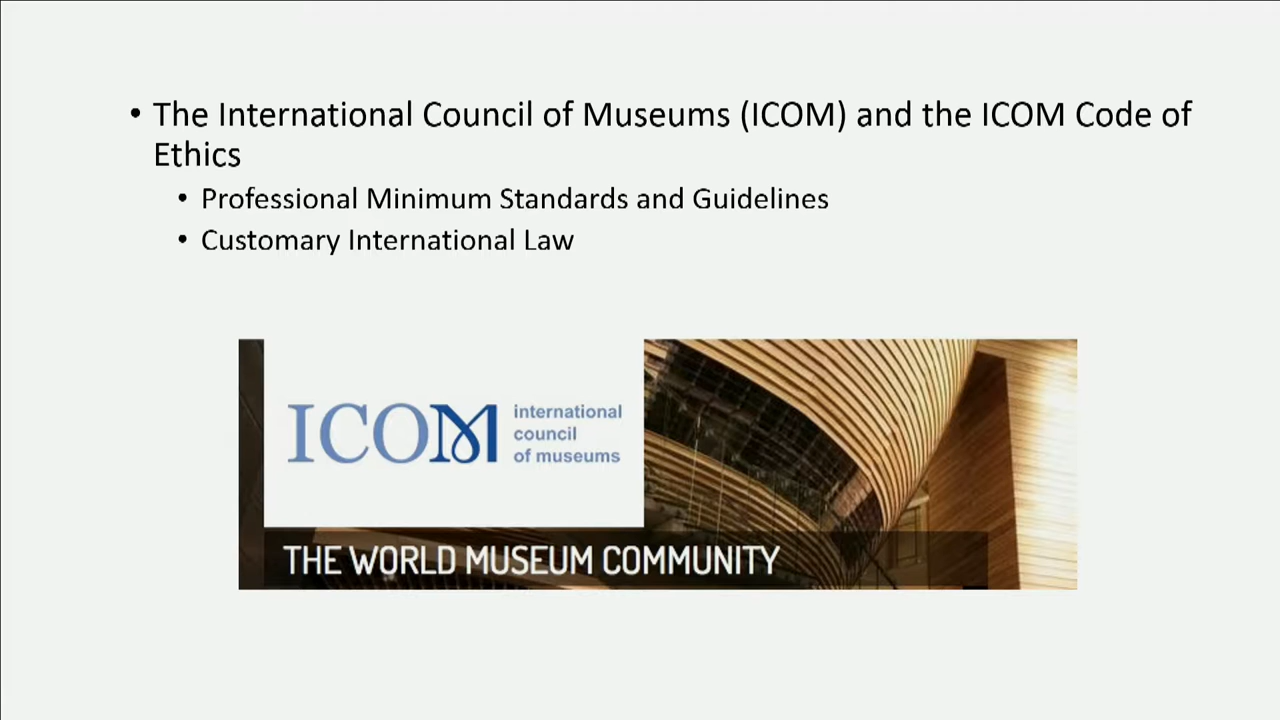 • The International Council of Museums (ICOM) and the ICOM Code of
Ethics
• Professional Minimum Standards and Guidelines
• Customary International Law
ICOM
international
council
of museums
THE WORLD MUSEUM COMMUNITY